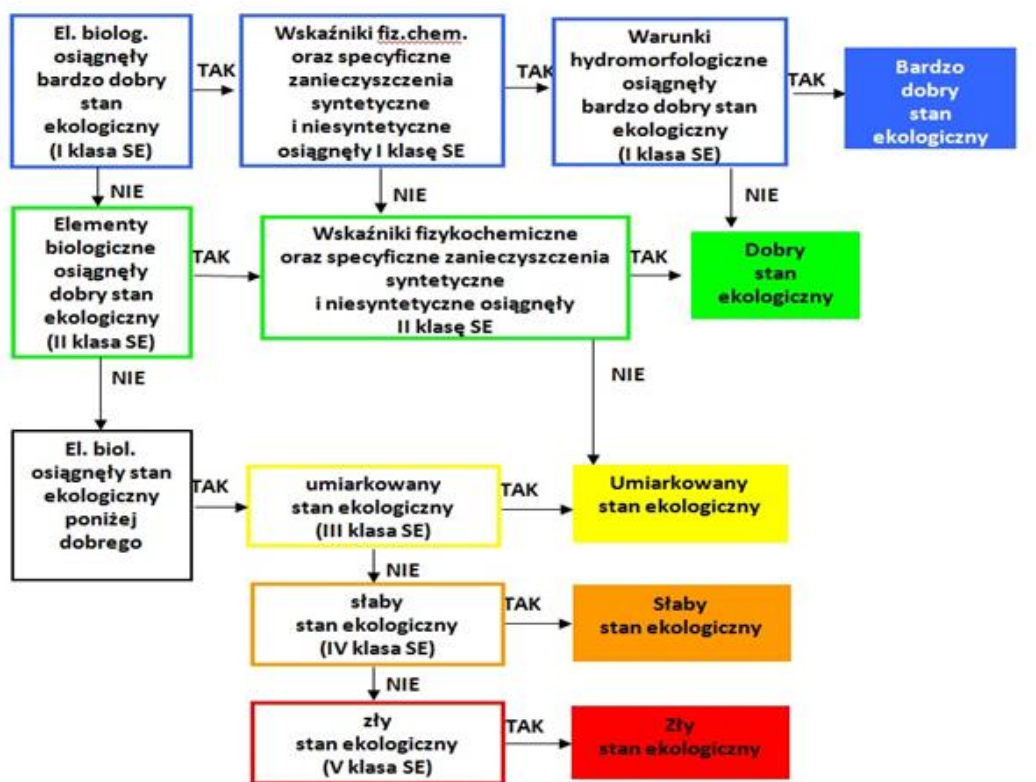 El. biolog.
osiągnęły
bardzo dobry
stan
ekologiczny
(I klasa SE)
TAK
Wskaźniki fiz.chem.
oraz specyficzne
zanieczyszczenia
syntetyczne
i niesyntetyczne
osiągnęły I klasę SE
TAK
Warunki
hydromorfologiczne
osiągnęły
bardzo dobry stan
ekologiczny
(I klasa SE)
TAK
Bardzo
dobry
stan
ekologiczny
NIE
NIE
NIE
Elementy
biologiczne
osiągnęły
dobry stan
ekologiczny
(II klasa SE)
TAK
Wskaźniki fizykochemiczne
oraz specyficzne zanieczyszczenia
syntetyczne
i niesyntetyczne osiągnęły
II klasę SE
TAK
Dobry
stan
ekologiczny
NIE
NIE
El. biol.
osiągnęły stan
ekologiczny
poniżej
dobrego
TAK
umiarkowany
stan ekologiczny
(III klasa SE)
TAK
Umiarkowany
stan ekologiczny
NIE
słaby
stan ekologiczny
(IV klasa SE)
TAK
Słaby
stan ekologiczny
NIE
zły
stan ekologiczny
(V klasa SE)
TAK
Zły
stan ekologiczny